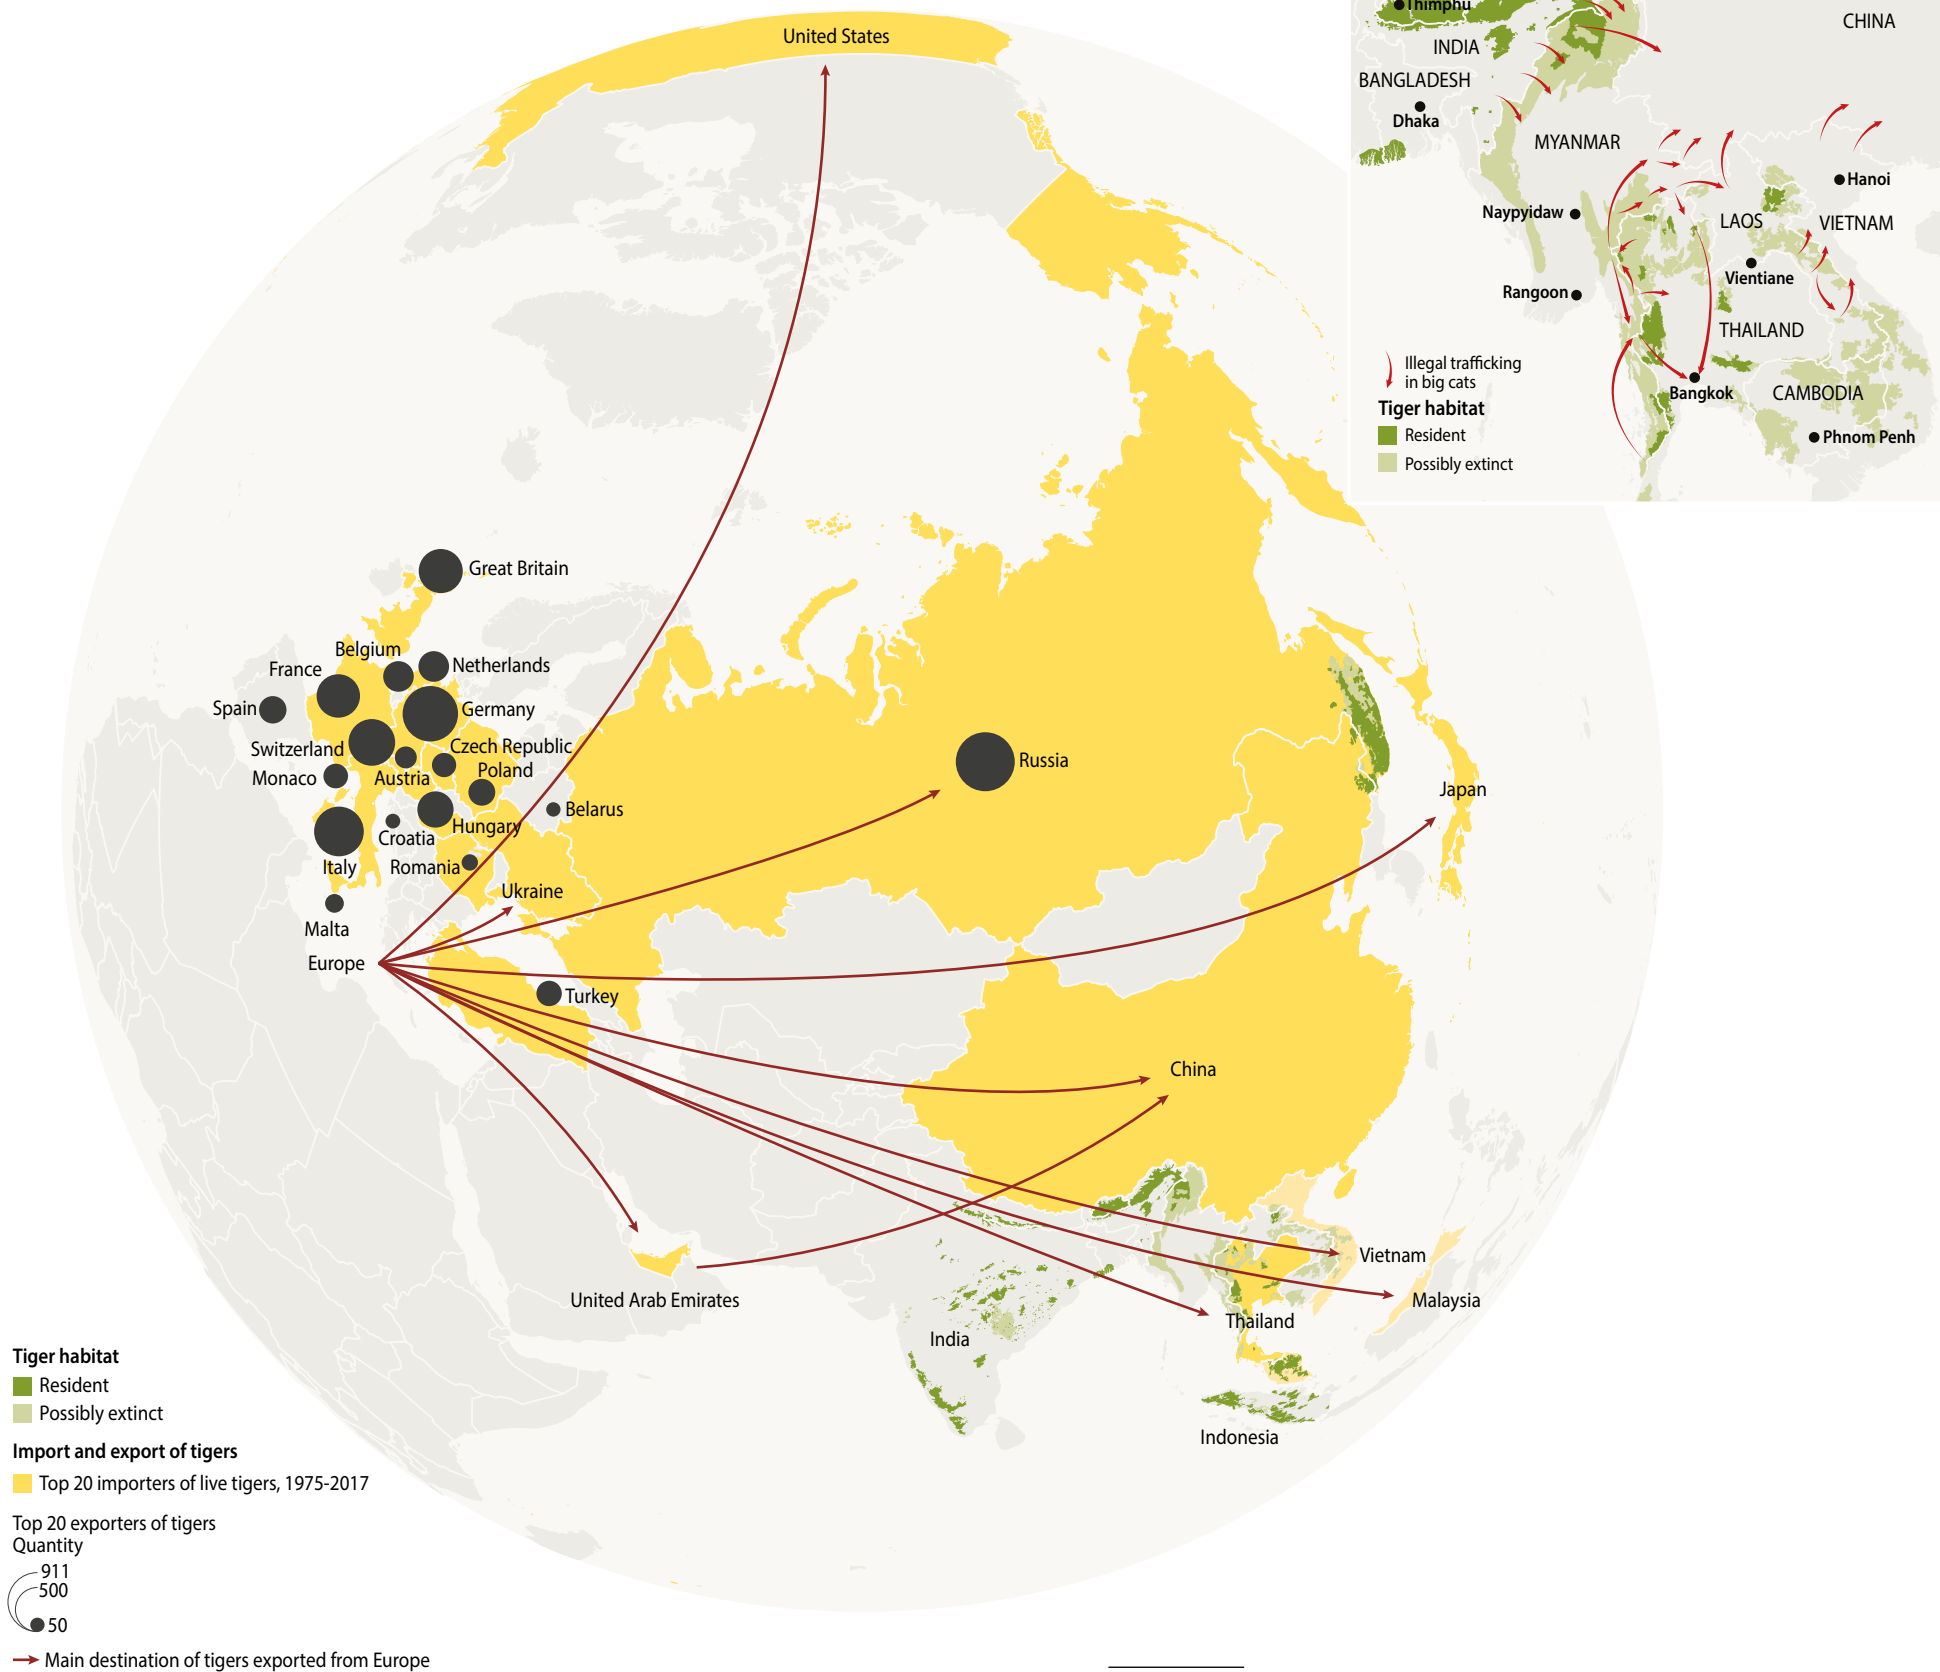 United States
Great Britain
Belgium
Netherlands
France
Spain
Germany
Switzerland
Czech Republic
Monaco
Austria
Poland
Belarus
Hungary
Croatia
Italy
Romania
Ukraine
Malta
Europe
Turkey
Russia
Japan
China
United Arab Emirates
Vietnam
Malaysia
Thailand
India
Indonesia
Thimphu
CHINA
INDIA
BANGLADESH
Dhaka
MYANMAR
Hanoi
Naypyidaw
LAOS
VIETNAM
Vientiane
Rangoon
THAILAND
Bangkok
CAMBODIA
Phnom Penh
Illegal trafficking
in big cats
Tiger habitat
Resident
Possibly extinct
Tiger habitat
Resident
Possibly extinct
Import and export of tigers
Top 20 importers of live tigers, 1975-2017
Top 20 exporters of tigers
Quantity
911
500
50
Main destination of tigers exported from Europe